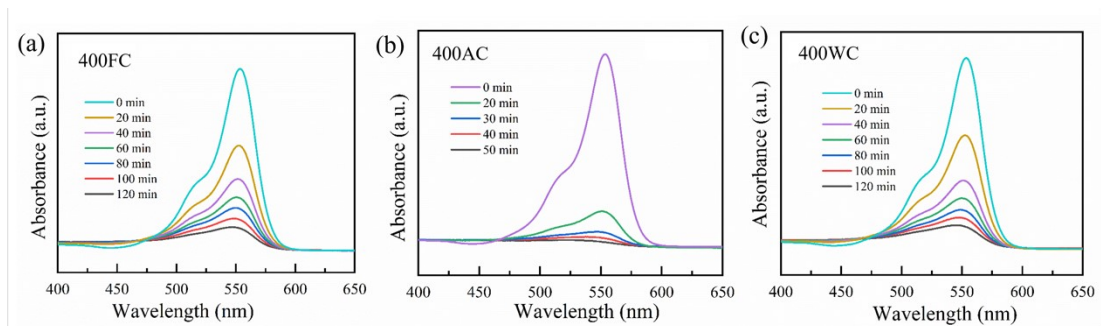 (a)
400FC
0 min
20 min
40 min
60 min
80 min
100 min
120 min
Absorbance (a.u.)
400 450 500 550 600 650
Wavelength (nm)
(b)
400AC
0 min
20 min
30 min
40 min
50 min
Absorbance (a.u.)
400 450 500 550 600 650
Wavelength (nm)
(c)
400WC
0 min
20 min
40 min
60 min
80 min
100 min
120 min
Absorbance (a.u.)
400 450 500 550 600 650
Wavelength (nm)